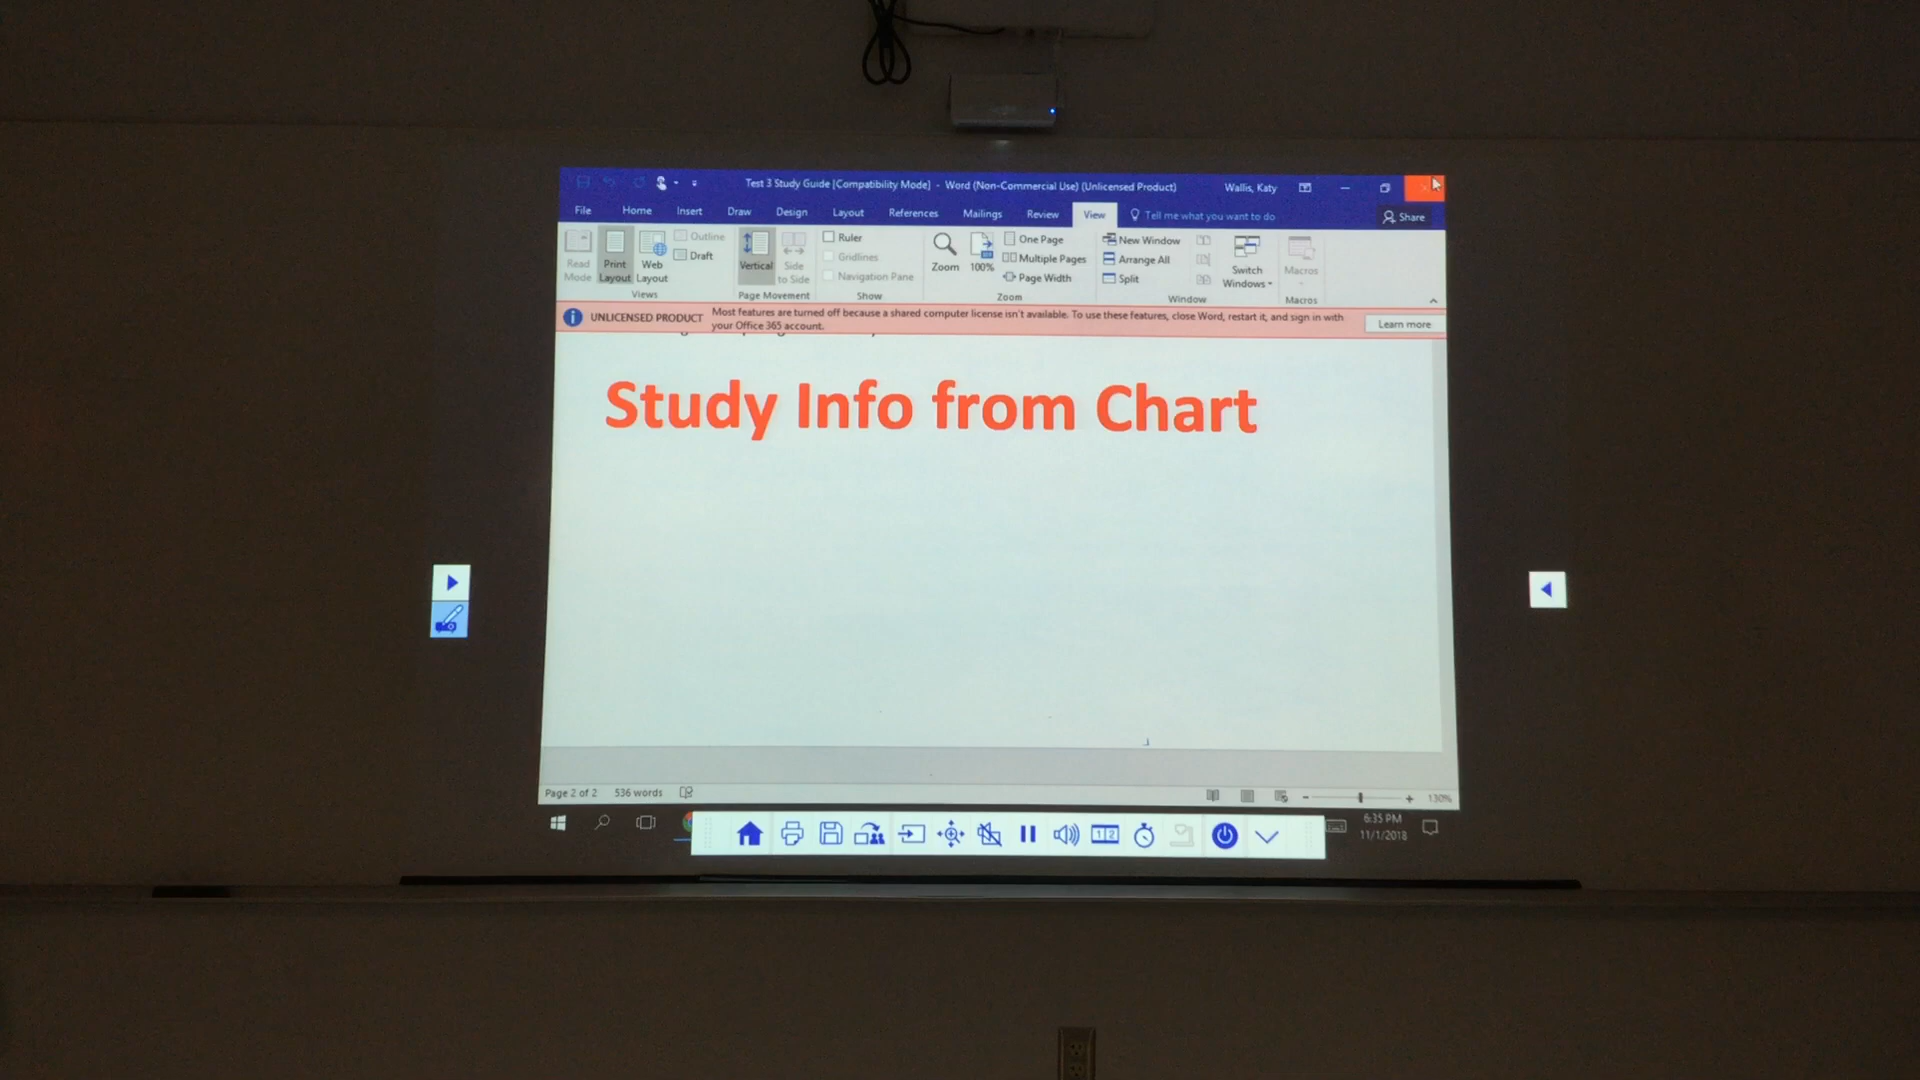 Test 3 Study Guide [Compatibility Mode] - Word (Non-Commercial Use) (Unlicensed Product)
Wallis, Katy
File Home Insert Draw Design Layout References Mailings Review View Tell me what you want to do Share
Read Mode
Print Layout
Web Layout
Outline
Draft
Views
Vertical
Side to Side
Page Movement
Ruler
Gridlines
Navigation Pane
Show
Zoom
100%
One Page
Multiple Pages
Page Width
Zoom
New Window
Arrange All
Split
Switch Windows
Window
Macros
Macros
UNLICENSED PRODUCT Most features are turned off because a shared computer license isn't available. To use these features, close Word, restart it, and sign in with
your Office 365 account.
Learn more
Study Info from Chart
Page 2 of 2 536 words
130%
1 2
6:35 PM
11/1/2018